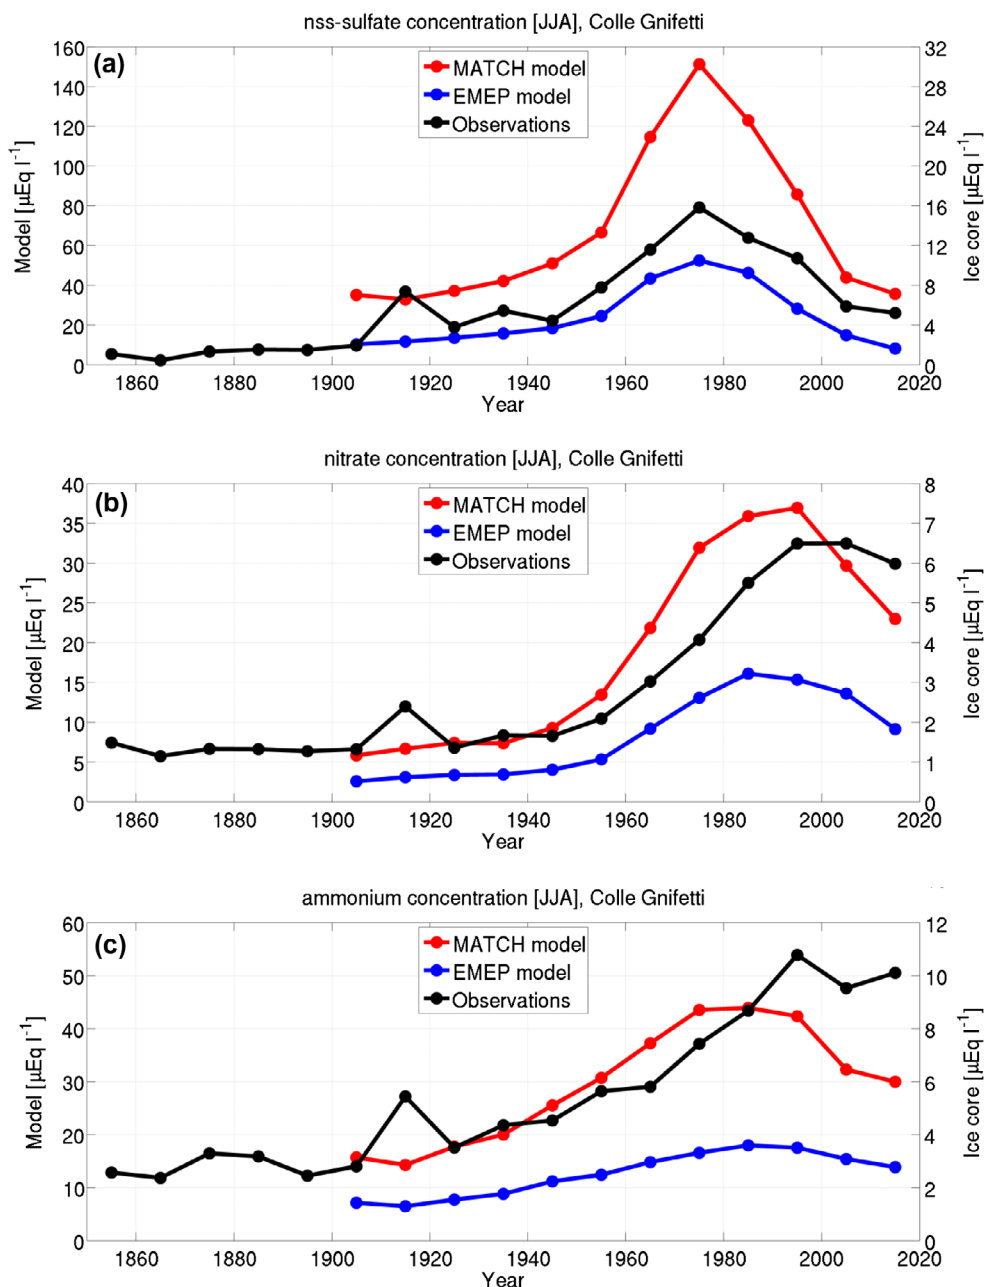 nss-sulfate concentration [JJA], Colle Gnifetti
(a)
MATCH model
EMEP model
Observations
160
140
120
100
80
60
40
20
0
Model [µEq l⁻¹]
32
28
24
20
16
12
8
4
0
Ice core [µEq l⁻¹]
1860 1880 1900 1920 1940 1960 1980 2000 2020
Year
nitrate concentration [JJA], Colle Gnifetti
(b)
MATCH model
EMEP model
Observations
40
35
30
25
20
15
10
5
0
Model [µEq l⁻¹]
8
7
6
5
4
3
2
1
0
Ice core [µEq l⁻¹]
1860 1880 1900 1920 1940 1960 1980 2000 2020
Year
ammonium concentration [JJA], Colle Gnifetti
(c)
MATCH model
EMEP model
Observations
60
50
40
30
20
10
0
Model [µEq l⁻¹]
12
10
8
6
4
2
0
Ice core [µEq l⁻¹]
1860 1880 1900 1920 1940 1960 1980 2000 2020
Year